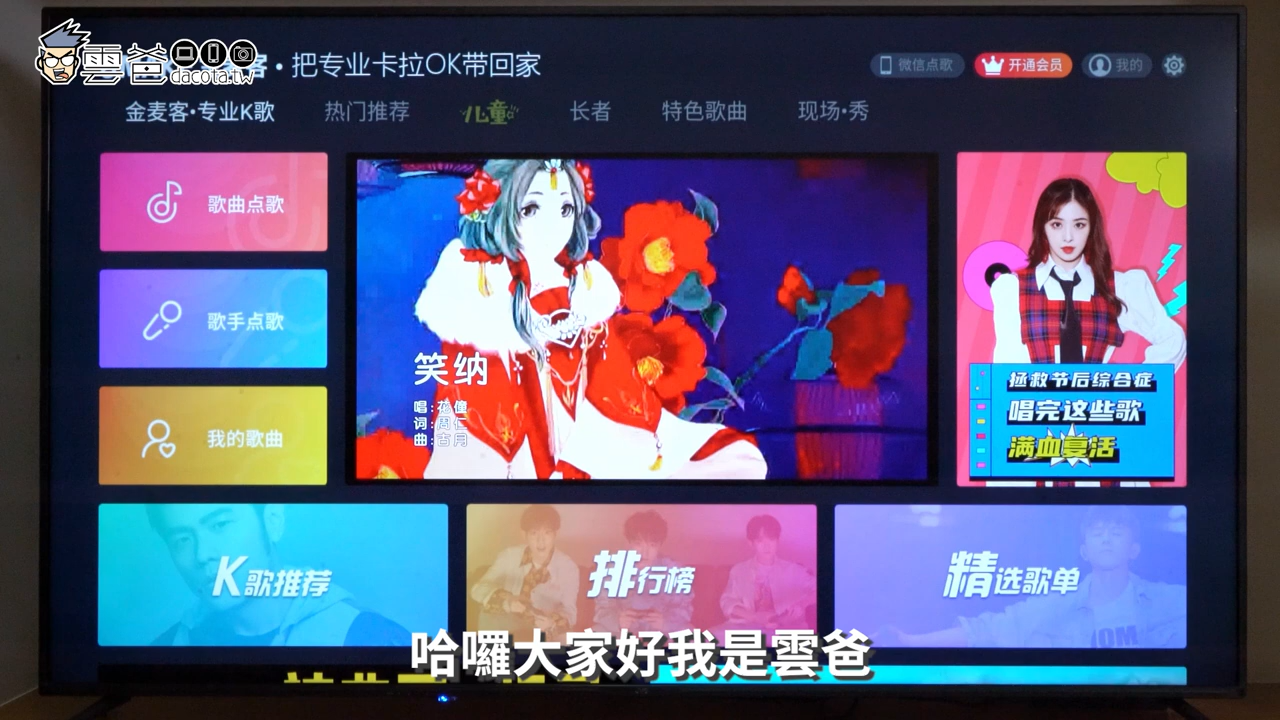 雲爸
dacota.tw
客·把专业卡拉OK带回家
微信点歌
开通会员
我的
金麦客·专业K歌
热门推荐
儿童
长者
特色歌曲
现场·秀
歌曲点歌
歌手点歌
我的歌曲
笑纳
唱:花僮
词:周仁
曲:古月
拯救节后综合症
唱完这些歌
满血复活
K歌推荐
排行榜
精选歌单
哈囉大家好我是雲爸